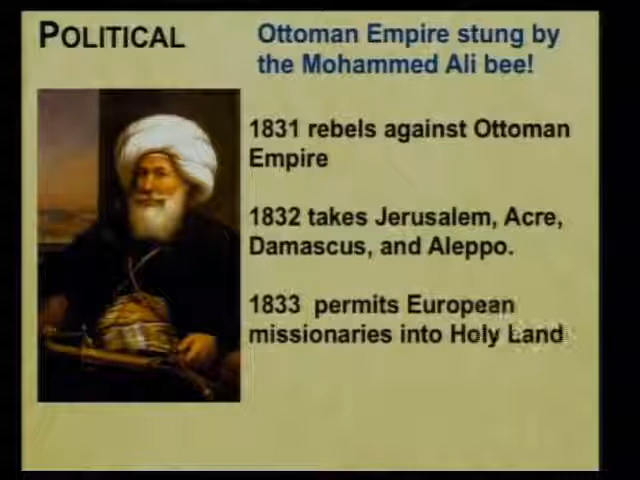 POLITICAL
Ottoman Empire stung by
the Mohammed Ali bee!
1831 rebels against Ottoman
Empire
1832 takes Jerusalem, Acre,
Damascus, and Aleppo.
1833 permits European
missionaries into Holy Land